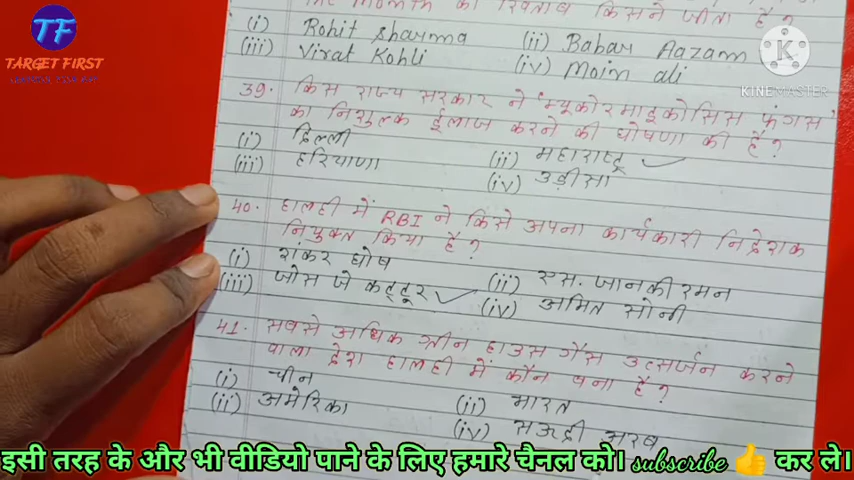 TF
TARGET FIRST
KINEMASTER
का खिताब किसने जीता है?
(i) Rohit sharma (ii) Babar Aazam
(iii) Virat Kohli (iv) Moim ali
39. किस राज्य सरकार ने 'म्यूकोरमाइकोसिस फंगस'
का निशुल्क ईलाज करने की घोषणा की है?
(i) दिल्ली (ii) महाराष्ट्र
(iii) हरियाणा (iv) उड़ीसा
40. हालही में RBI ने किसे अपना कार्यकारी निदेशक
नियुक्त किया है?
(i) शंकर घोष (ii) एस. जानकीरमन
(iii) जोस जे कट्टूर (iv) अमित सोनी
41. सबसे अधिक ग्रीन हाउस गैस उत्सर्जन करने
वाला देश हालही में कौन बना है?
(i) चीन (ii) भारत
(ii) अमेरिका (iv) सऊदी अरब
इसी तरह के और भी वीडियो पाने के लिए हमारे चैनल को। subscribe 👍 कर ले।